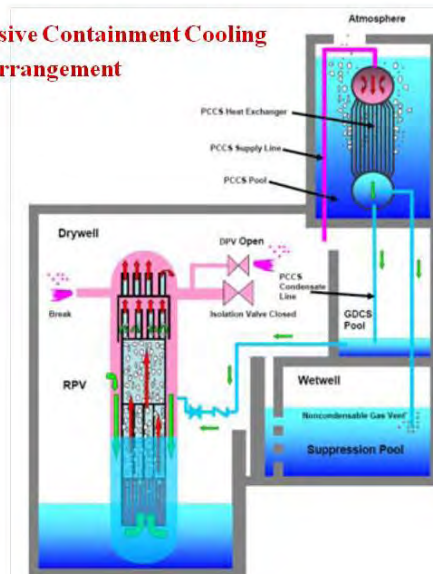 sive Containment Cooling
rrangement
Atmosphere
PCCS Heat Exchanger
PCCS Supply Line
PCCS Pool
Drywell
DPV Open
PCCS
Condensate
Line
Break
Isolation Valve Closed
GDCS
Pool
RPV
Wetwell
Noncondensable Gas Vent
Suppression Pool